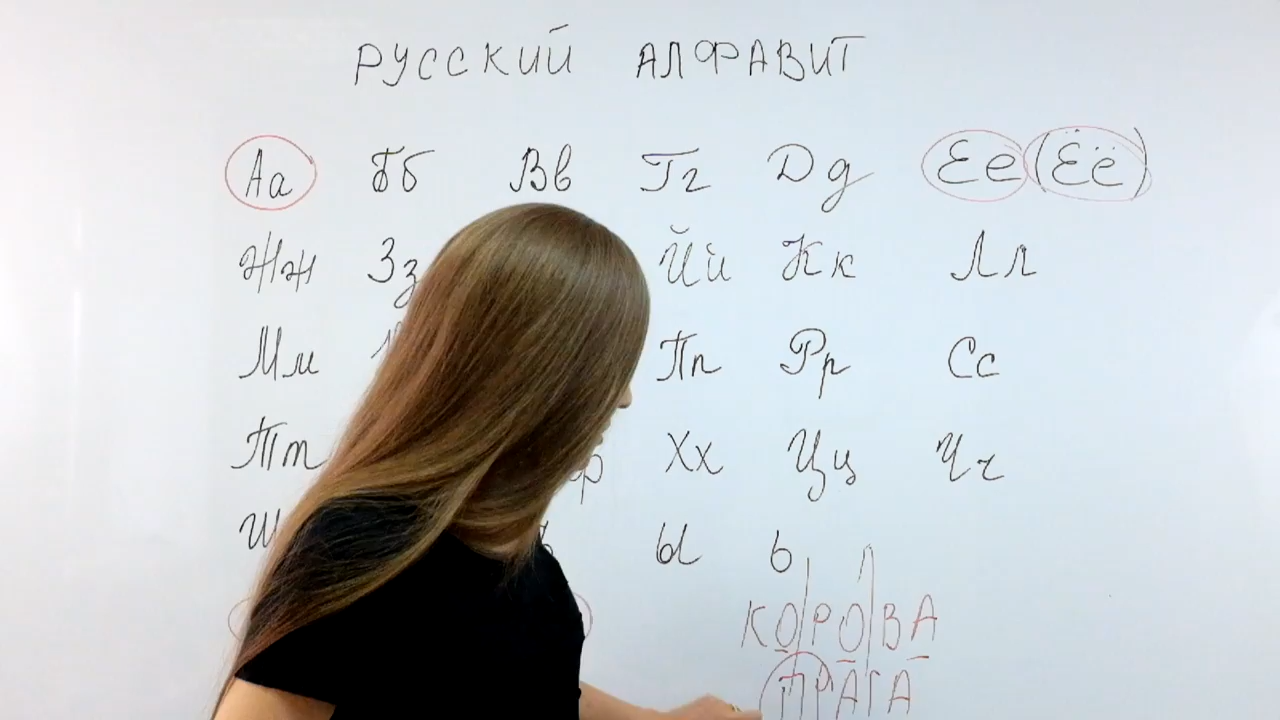 РУССКИЙ АЛФАВИТ
Аа Бб Вв Гг Дд Ее (Ёё)
Жж Зз Йй Кк Лл
Мм Пп Рр Сс
Тт Хх Цц Чч
ы ь
КОРОВА
ПРАГА